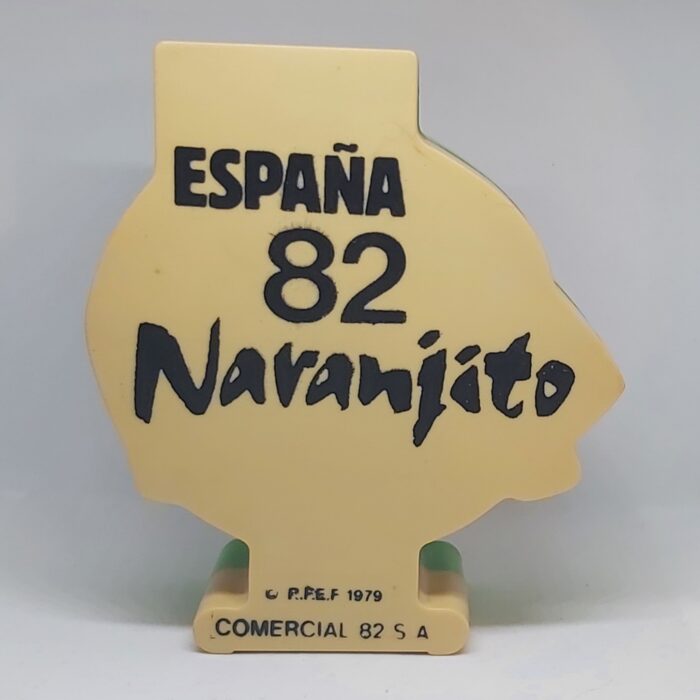 ESPAÑA
82
Naranjito
© R.F.E.F 1979
COMERCIAL 82 S A